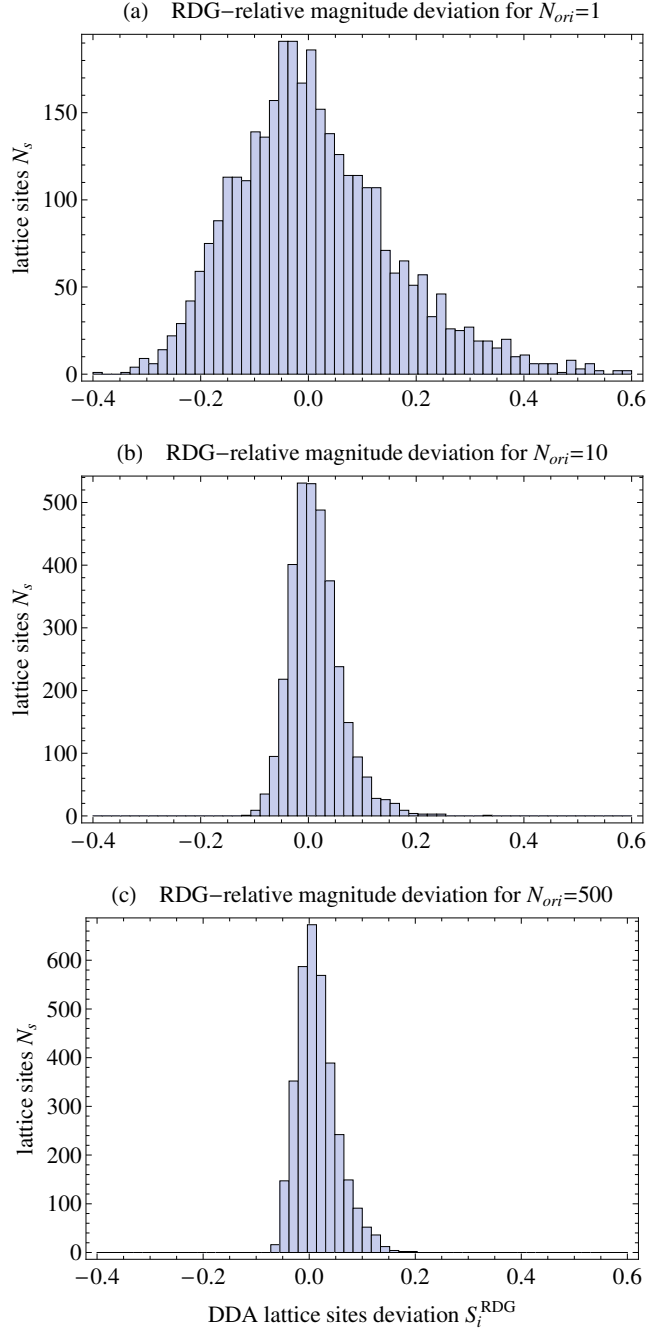 (a) RDG−relative magnitude deviation for N_ori=1
150
100
50
0
lattice sites N_s
−0.4 −0.2 0.0 0.2 0.4 0.6
(b) RDG−relative magnitude deviation for N_ori=10
500
400
300
200
100
0
lattice sites N_s
−0.4 −0.2 0.0 0.2 0.4 0.6
(c) RDG−relative magnitude deviation for N_ori=500
600
500
400
300
200
100
0
lattice sites N_s
−0.4 −0.2 0.0 0.2 0.4 0.6
DDA lattice sites deviation S_i^RDG